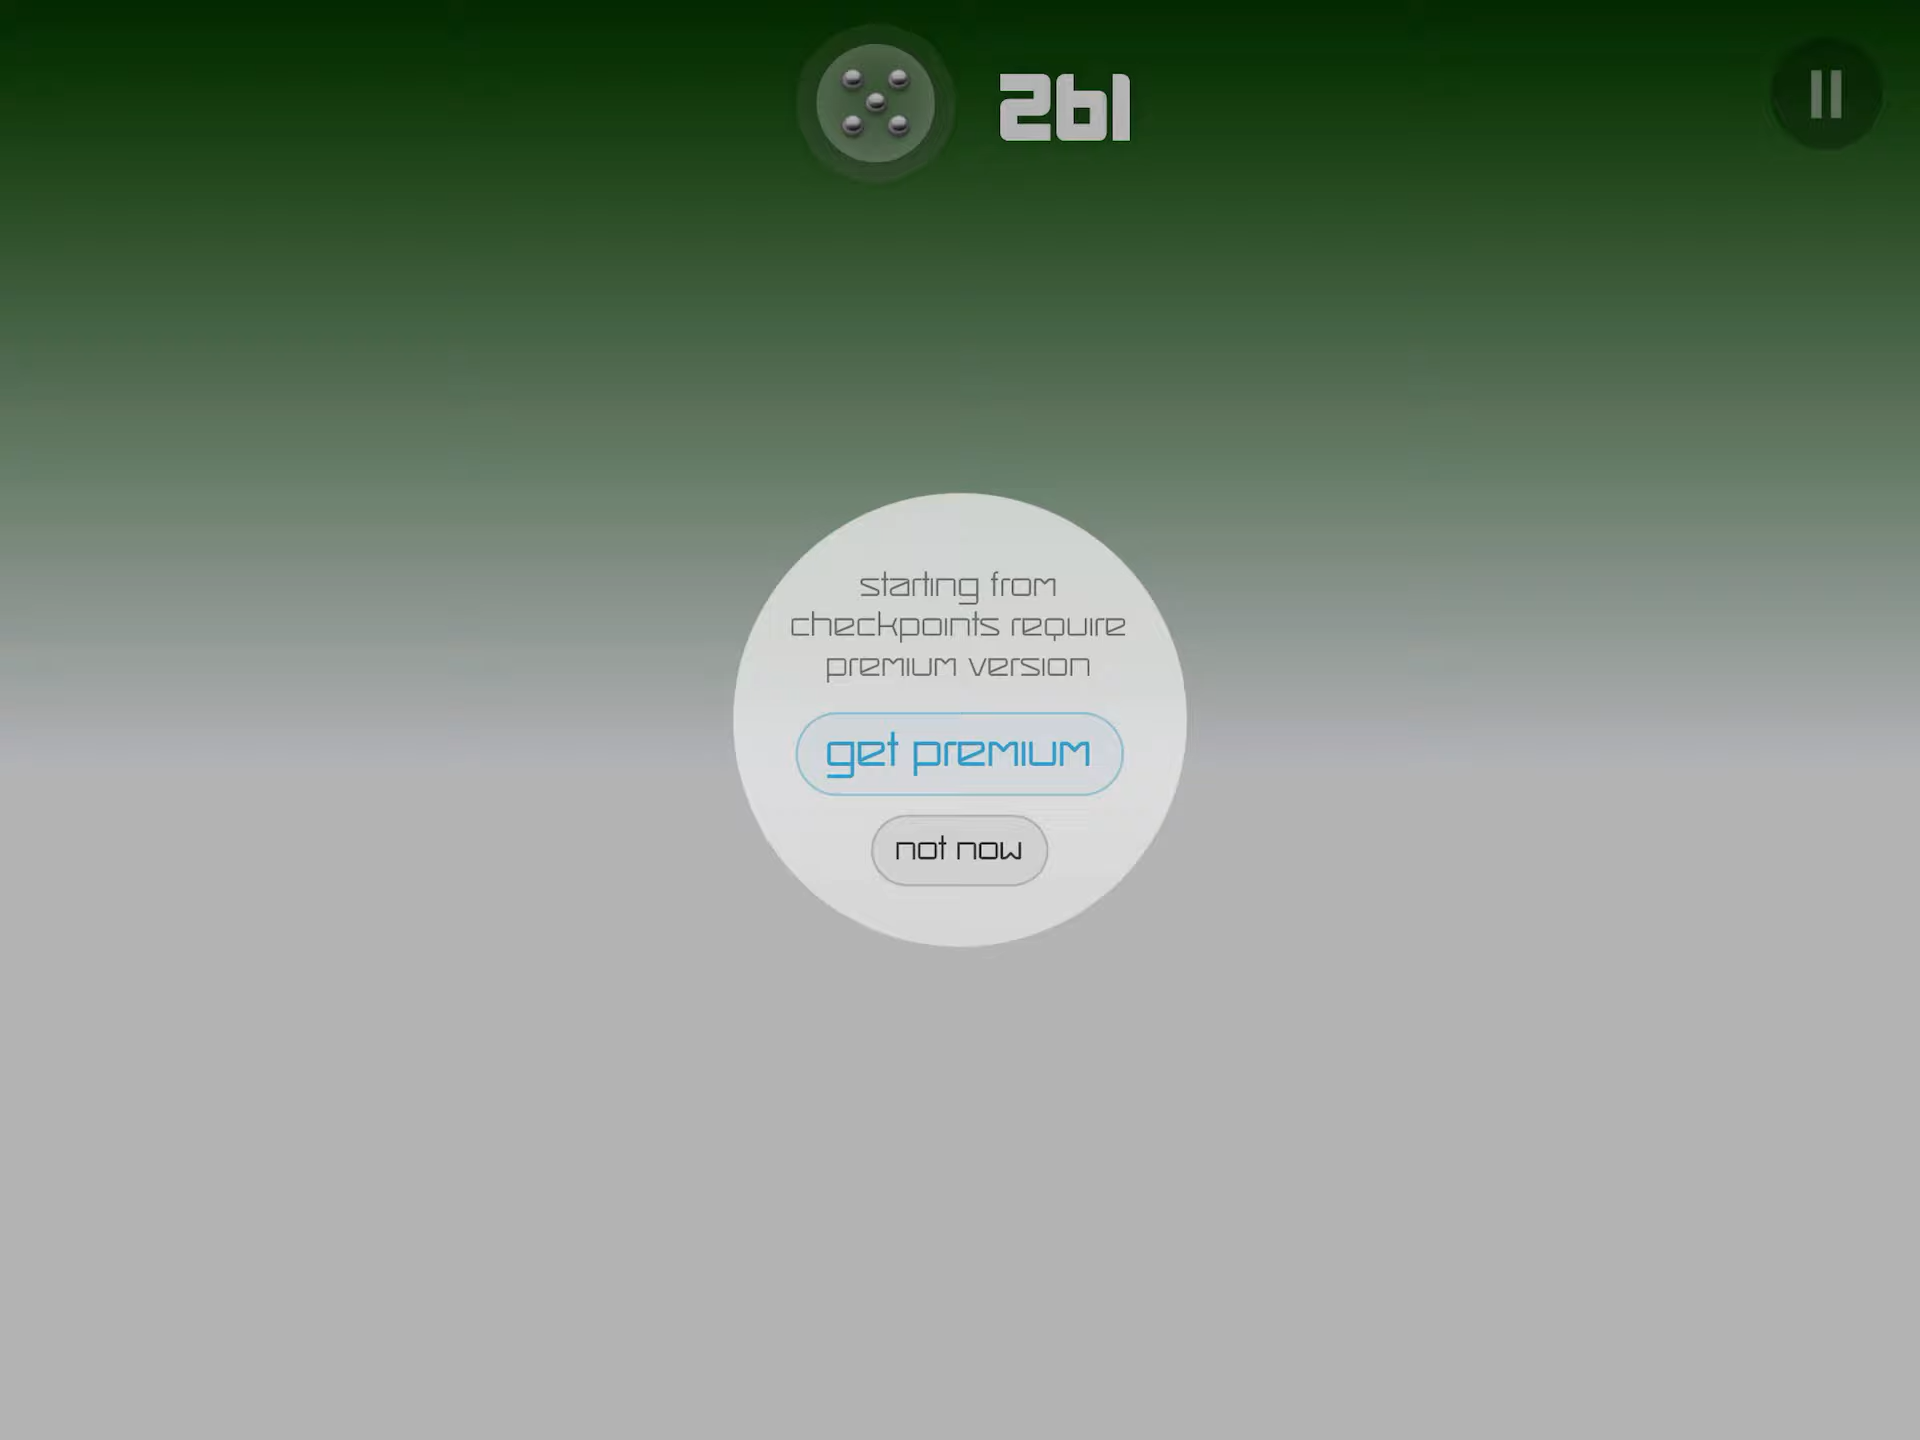 261
starting from
checkpoints require
premium version
get premium
not now